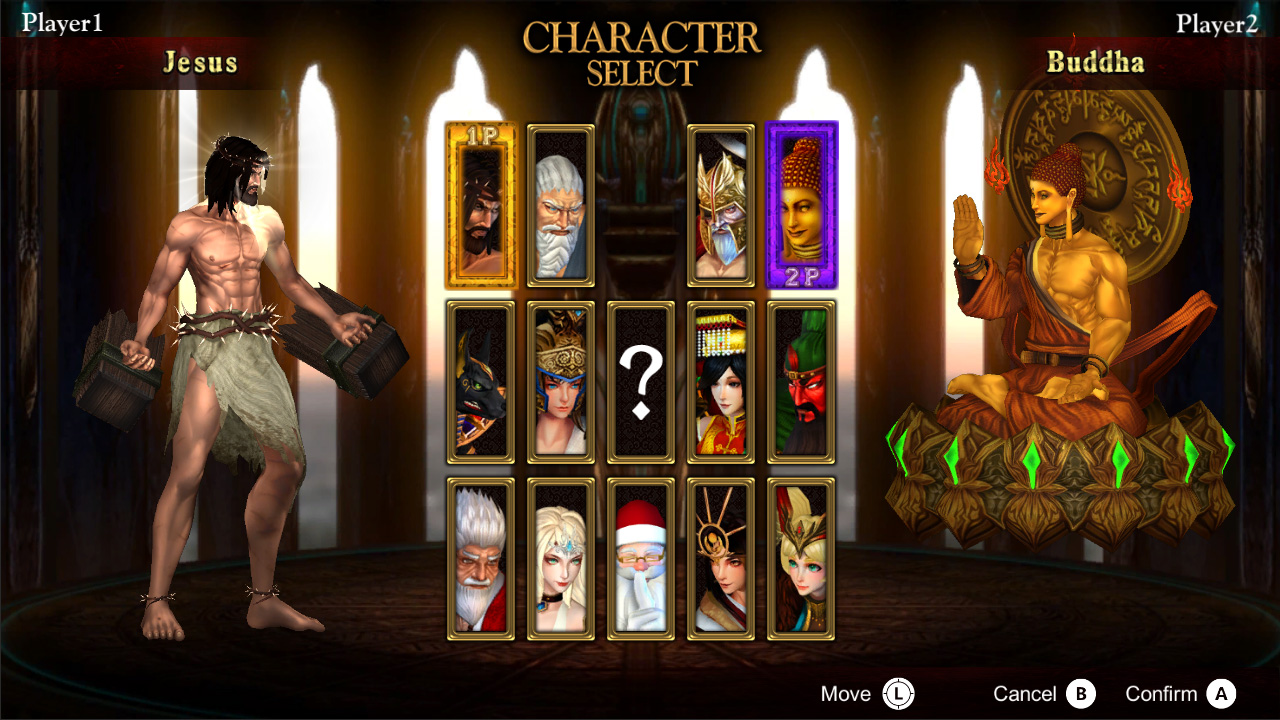 Player1
Jesus
CHARACTER
SELECT
Player2
Buddha
1P
2P
?
Move L
Cancel B
Confirm A